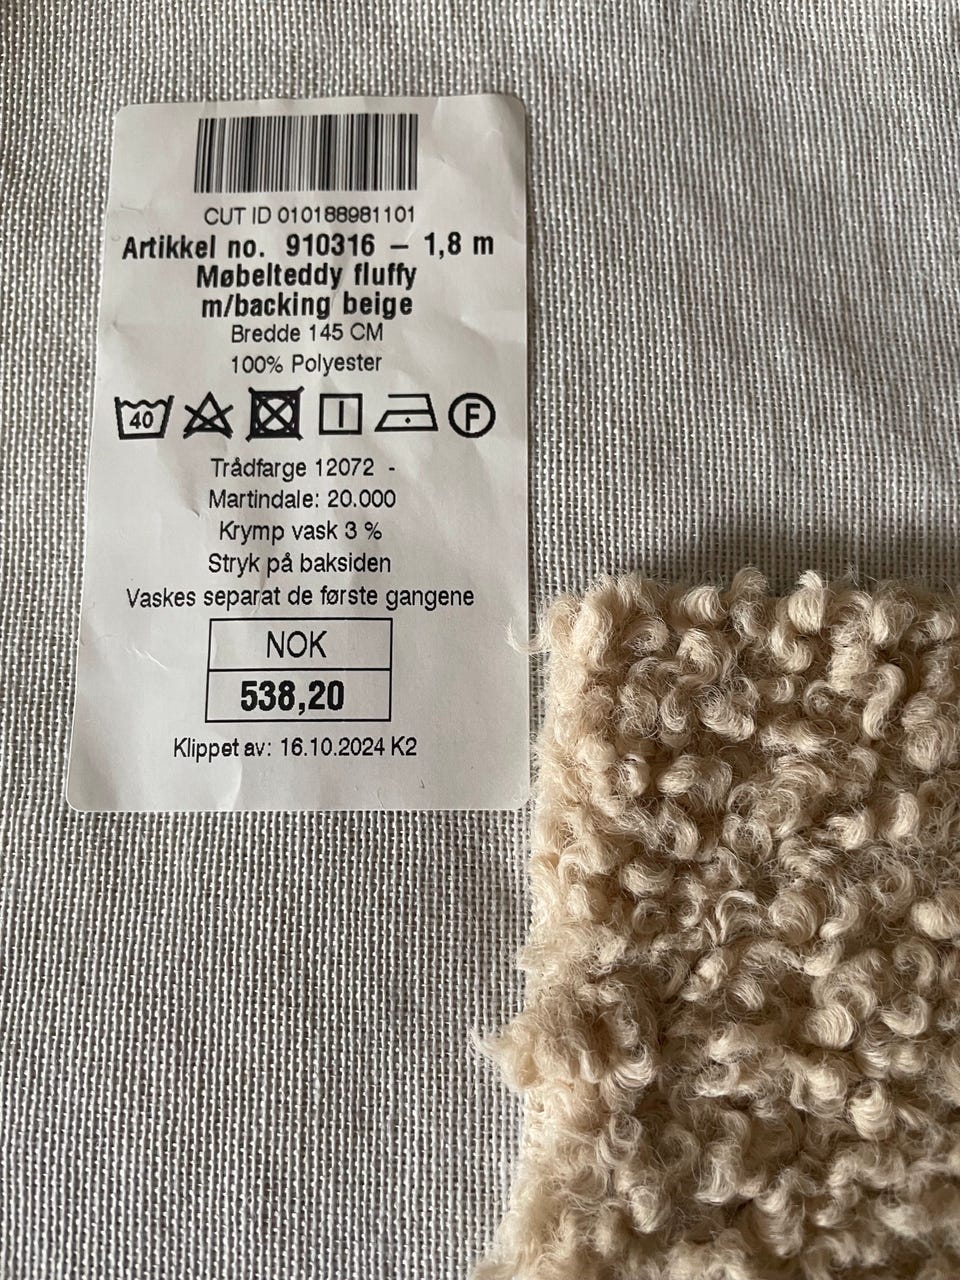 CUT ID 010188981101
Artikkel no. 910316 – 1,8 m
Møbelteddy fluffy
m/backing beige
Bredde 145 CM
100% Polyester
40 F
Trådfarge 12072 -
Martindale: 20.000
Krymp vask 3 %
Stryk på baksiden
Vaskes separat de første gangene
NOK
538,20
Klippet av: 16.10.2024 K2